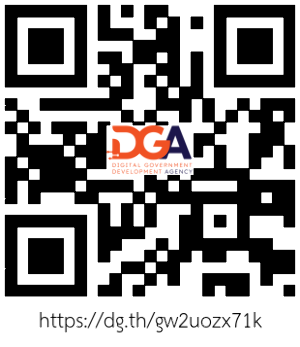 DGA
DIGITAL GOVERNMENT
DEVELOPMENT AGENCY
https://dg.th/gw2uozx71k